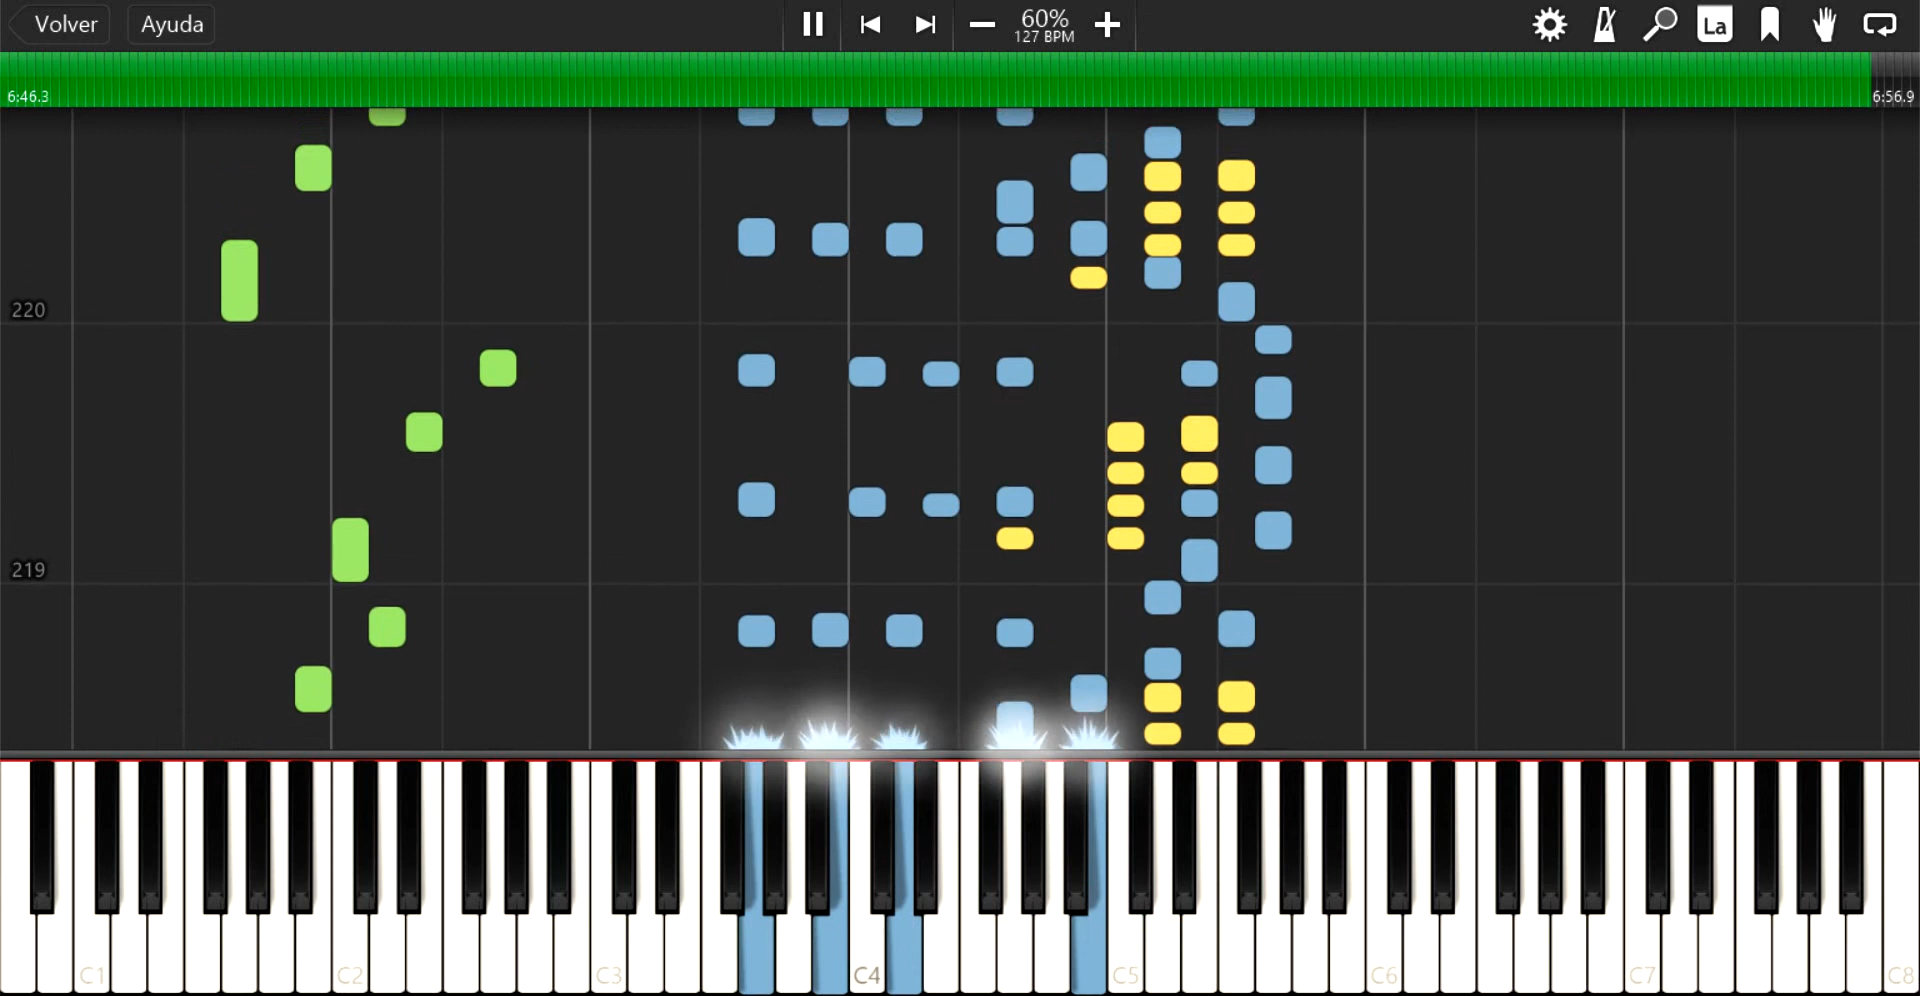 Volver
Ayuda
60%
127 BPM
La
6:46.3
6:56.9
220
219
C1
C2
C3
C4
C5
C6
C7
C8